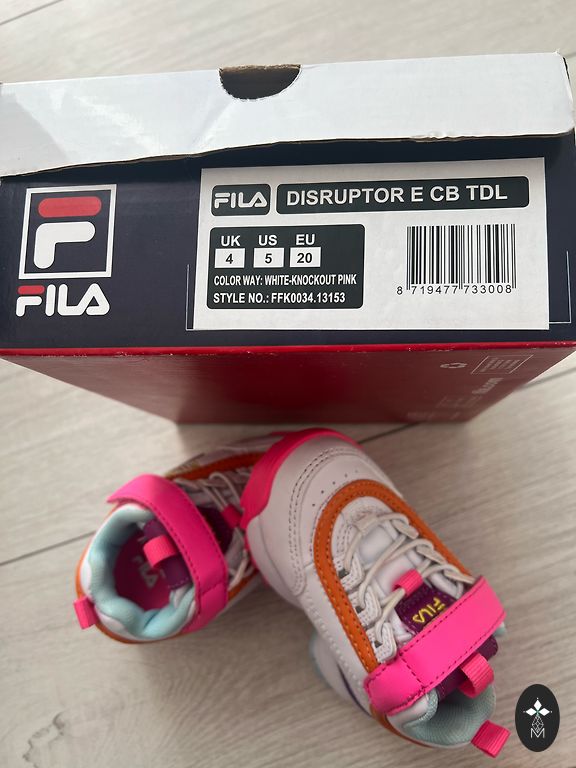 FILA
FILA DISRUPTOR E CB TDL
UK US EU
4 5 20
COLOR WAY: WHITE-KNOCKOUT PINK
STYLE NO.: FFK0034.13153
8 719477 733008
FILA
FILA
M